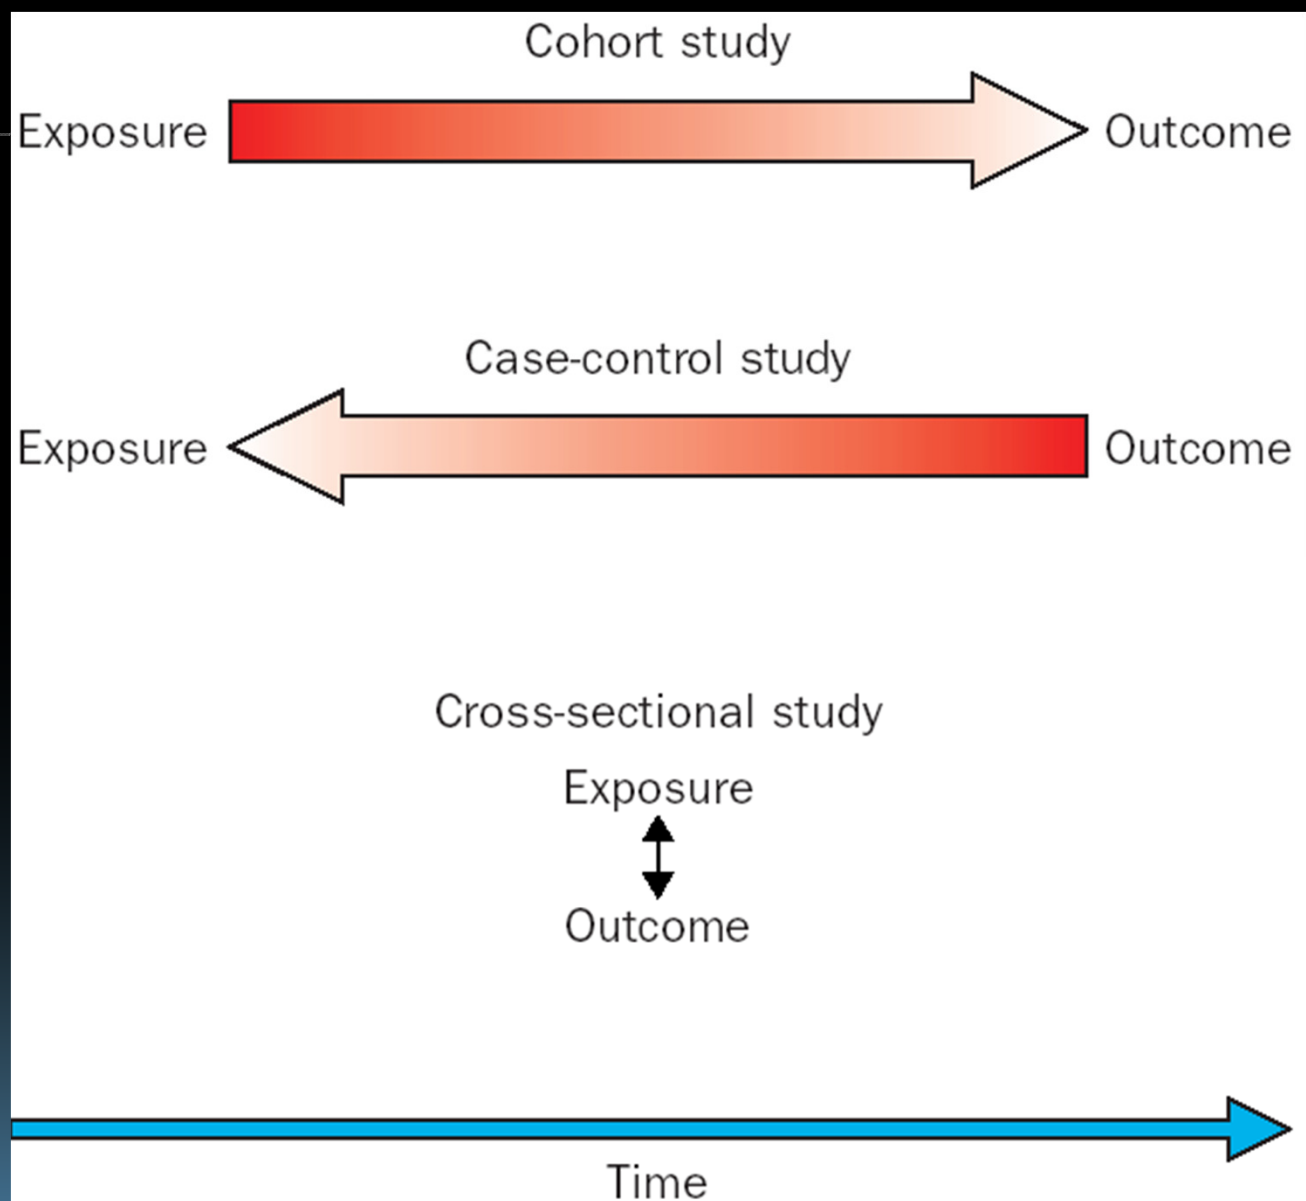 Cohort study
Exposure Outcome
Case-control study
Exposure Outcome
Cross-sectional study
Exposure
Outcome
Time